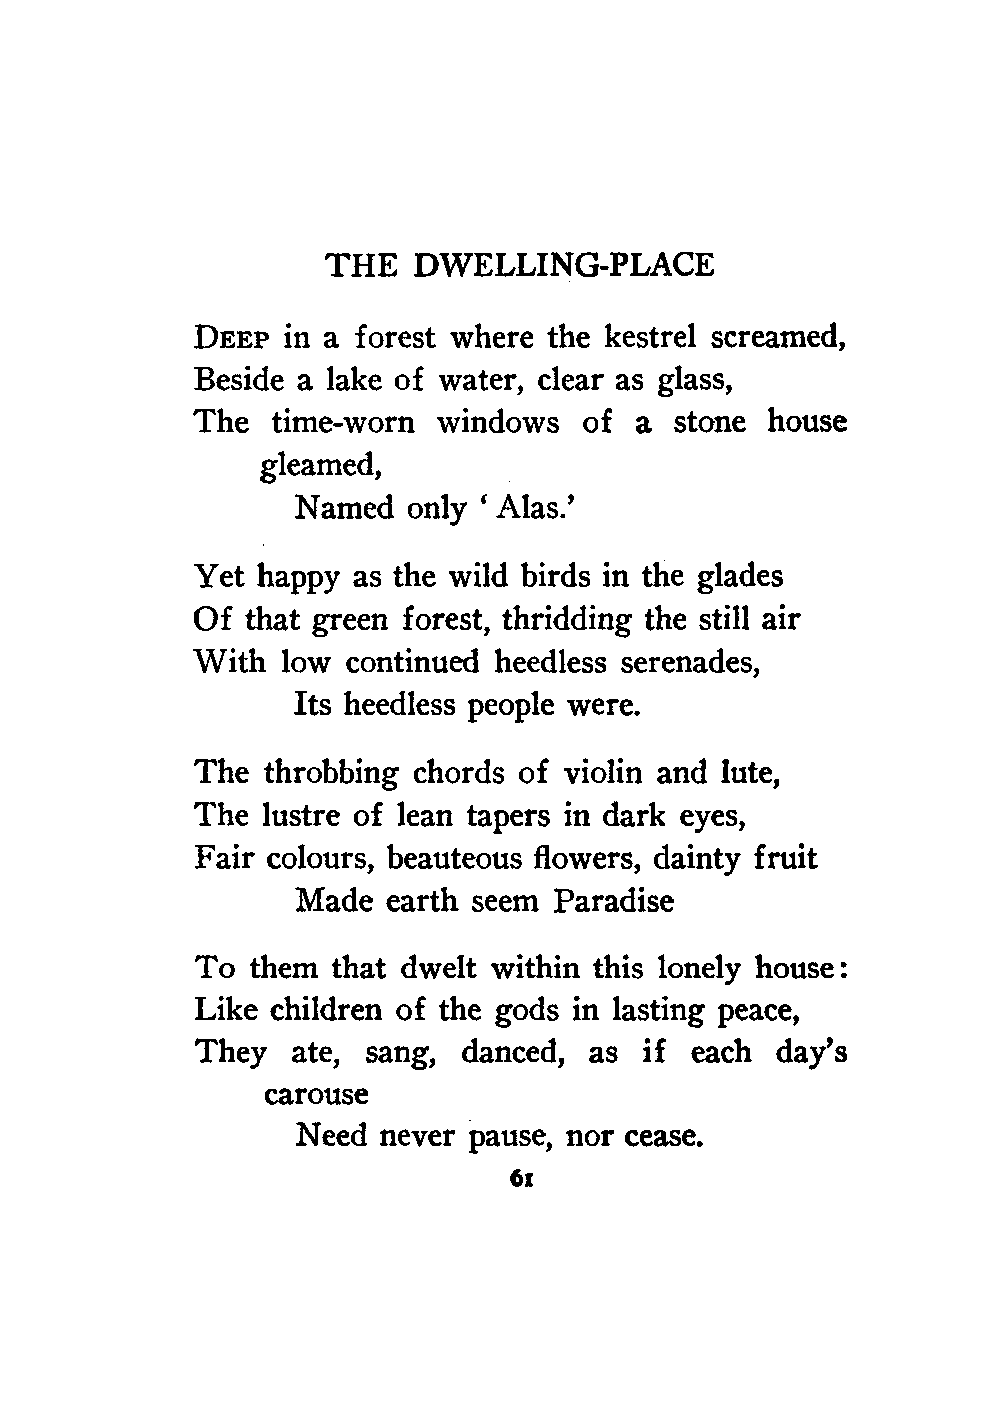 THE DWELLING-PLACE
DEEP in a forest where the kestrel screamed,
Beside a lake of water, clear as glass,
The time-worn windows of a stone house
gleamed,
Named only ‘ Alas.’
Yet happy as the wild birds in the glades
Of that green forest, thridding the still air
With low continued heedless serenades,
Its heedless people were.
The throbbing chords of violin and lute,
The lustre of lean tapers in dark eyes,
Fair colours, beauteous flowers, dainty fruit
Made earth seem Paradise
To them that dwelt within this lonely house:
Like children of the gods in lasting peace,
They ate, sang, danced, as if each day’s
carouse
Need never pause, nor cease.
61